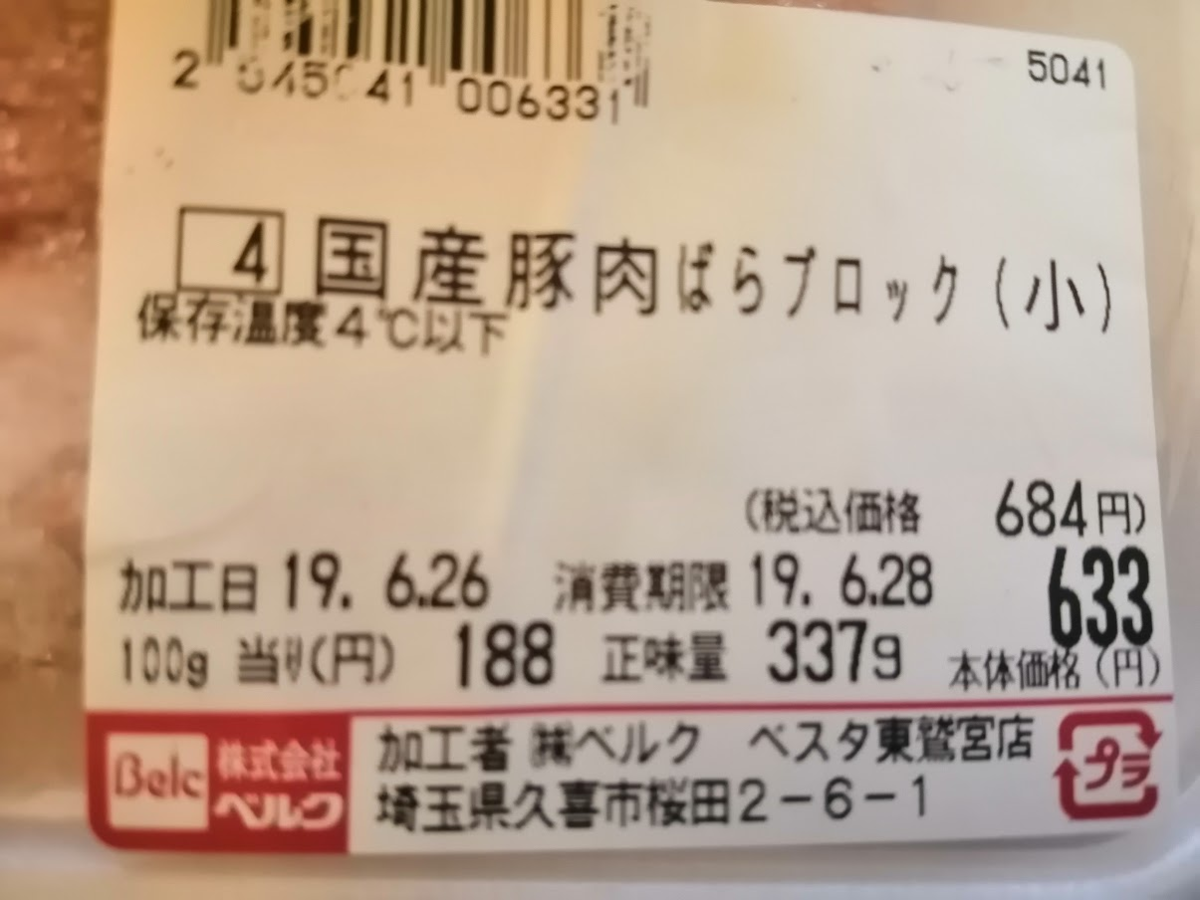 5041
2 045041 006331
4 国産豚肉ばらブロック(小)
保存温度4℃以下
(税込価格 684円)
加工日 19. 6.26 消費期限 19. 6.28 633
100g 当り(円) 188 正味量 337g 本体価格(円)
Belc 株式会社 ベルク
加工者 ㈱ベルク ベスタ東鷲宮店
埼玉県久喜市桜田2-6-1
プラ